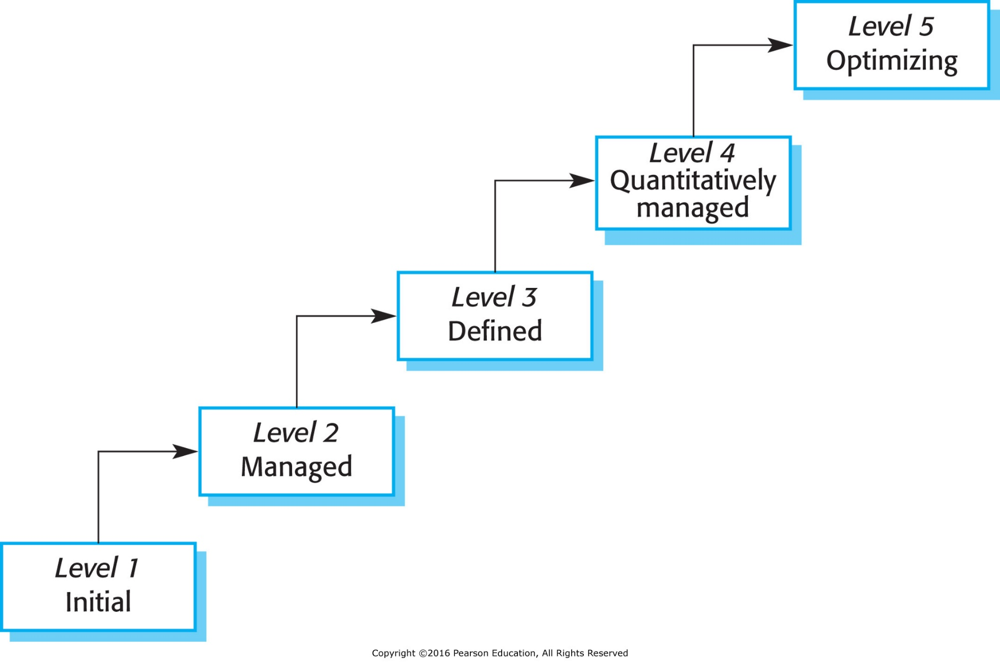 Level 5
Optimizing
Level 4
Quantitatively
managed
Level 3
Defined
Level 2
Managed
Level 1
Initial
Copyright ©2016 Pearson Education, All Rights Reserved